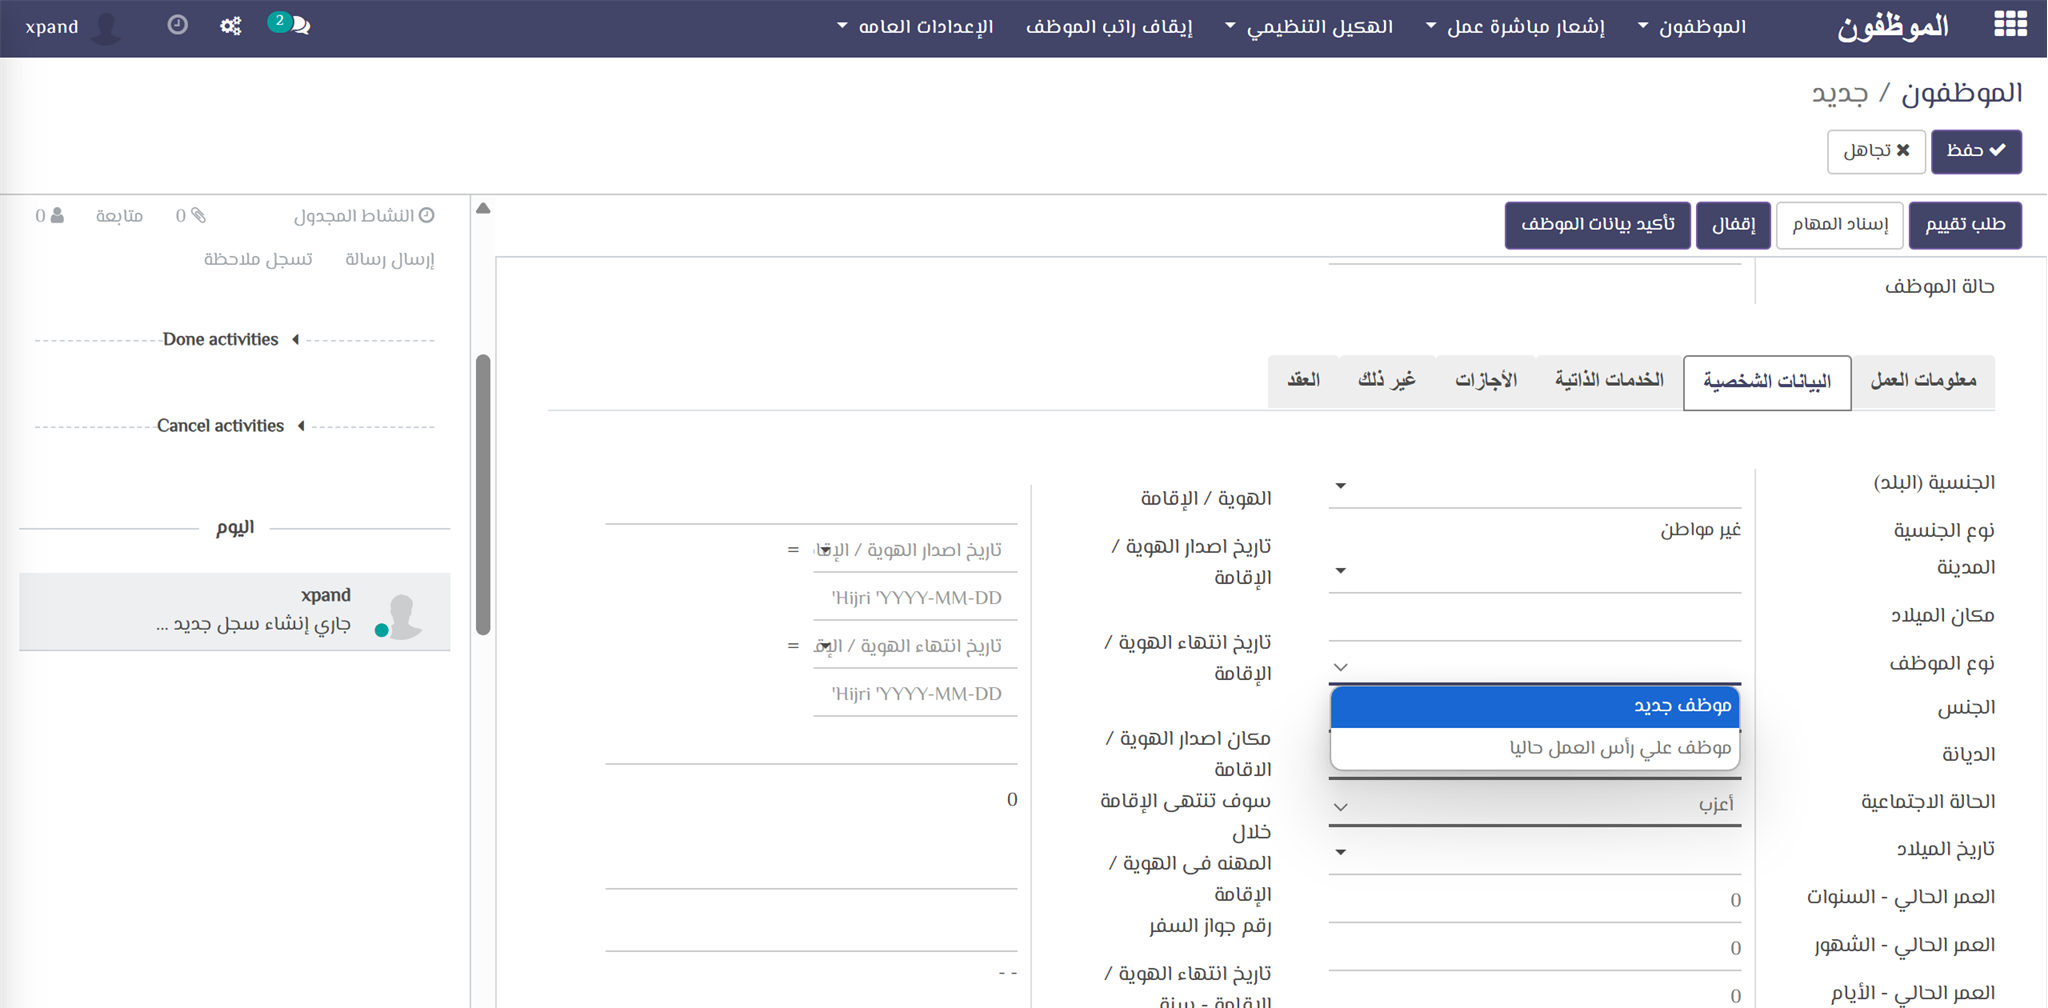 الموظفون
الموظفون
إشعار مباشرة عمل
الهكيل التنظيمي
إيقاف راتب الموظف
الإعدادات العامه
2
xpand
الموظفون / جديد
حفظ
تجاهل
طلب تقييم
إسناد المهام
إقفال
تأكيد بيانات الموظف
حالة الموظف
معلومات العمل
البيانات الشخصية
الخدمات الذاتية
الأجازات
غير ذلك
العقد
الجنسية (البلد)
نوع الجنسية
غير مواطن
المدينة
مكان الميلاد
نوع الموظف
موظف جديد
موظف علي رأس العمل حاليا
الجنس
الديانة
الحالة الاجتماعية
أعزب
تاريخ الميلاد
العمر الحالي - السنوات
0
العمر الحالي - الشهور
0
العمر الحالي - الأيام
0
الهوية / الإقامة
تاريخ اصدار الهوية /
الإقامة
تاريخ اصدار الهوية /
=
Hijri 'YYYY-MM-DD'
تاريخ انتهاء الهوية /
الإقامة
تاريخ انتهاء الهوية /
=
Hijri 'YYYY-MM-DD'
مكان اصدار الهوية /
الاقامة
سوف تنتهى الإقامة
خلال
0
المهنه فى الهوية /
الإقامة
رقم جواز السفر
تاريخ انتهاء الهوية /
- -
الإقامة - سنة
النشاط المجدول
0
متابعة
0
إرسال رسالة
تسجل ملاحظة
Done activities
Cancel activities
اليوم
xpand
جاري إنشاء سجل جديد ...